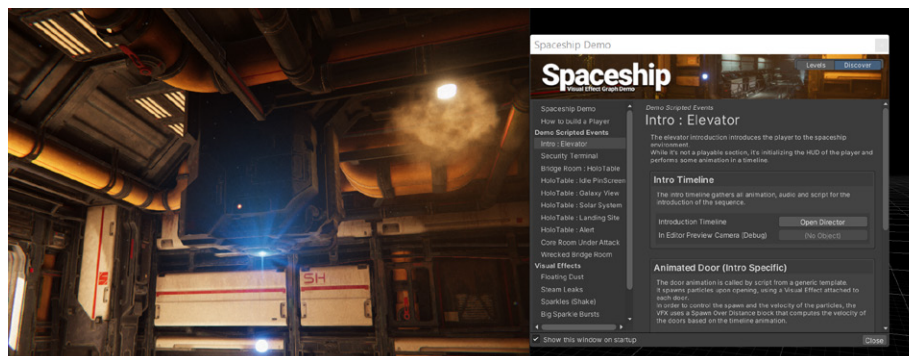 SH
Spaceship Demo
Spaceship
Visual Effect Graph Demo
Levels
Discover
Spaceship Demo
How to build a Player
Demo Scripted Events
Intro : Elevator
Security Terminal
Bridge Room : HoloTable
HoloTable : Idle PinScreen
HoloTable : Galaxy View
HoloTable : Solar System
HoloTable : Landing Site
HoloTable : Alert
Core Room Under Attack
Wrecked Bridge Room
Visual Effects
Floating Dust
Steam Leaks
Sparkles (Shake)
Big Sparkle Bursts
Demo Scripted Events
Intro : Elevator
The elevator introduction introduces the player to the spaceship
environment.
While it's not a playable section, it's initializing the HUD of the player and
performs some animation in a timeline
Intro Timeline
The intro timeline gathers all animation, audio and script for the
introduction of the sequence.
Introduction Timeline
Open Director
In Editor Preview Camera (Debug)
(No Object)
Animated Door (Intro Specific)
The door animation is called by script from a generic template.
It spawns particles upon opening, using a Visual Effect attached to
each door.
In order to control the spawn and the velocity of the particles, the
VFX uses a Spawn Over Distance block that computes the velocity of
the doors based on the timeline animation.
Show this window on startup
Close